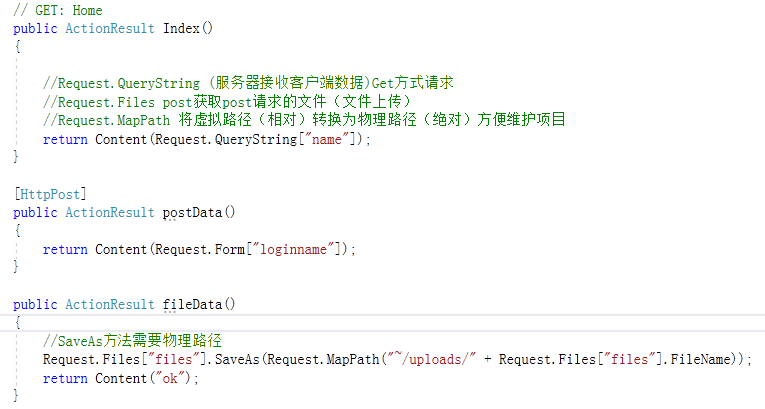 // GET: Home
public ActionResult Index()
{
//Request.QueryString (服务器接收客户端数据)Get方式请求
//Request.Files post获取post请求的文件（文件上传）
//Request.MapPath 将虚拟路径（相对）转换为物理路径（绝对）方便维护项目
return Content(Request.QueryString["name"]);
}
[HttpPost]
public ActionResult postData()
{
return Content(Request.Form["loginname"]);
}
public ActionResult fileData()
{
//SaveAs方法需要物理路径
Request.Files["files"].SaveAs(Request.MapPath("~/uploads/" + Request.Files["files"].FileName));
return Content("ok");
}